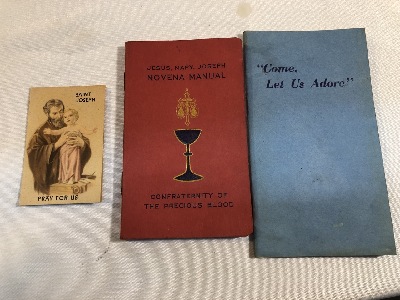 SAINT
JOSEPH
PRAY FOR US
JESUS, MARY, JOSEPH
NOVENA MANUAL
CONFRATERNITY OF
THE PRECIOUS BLOOD
"Come,
Let Us Adore"